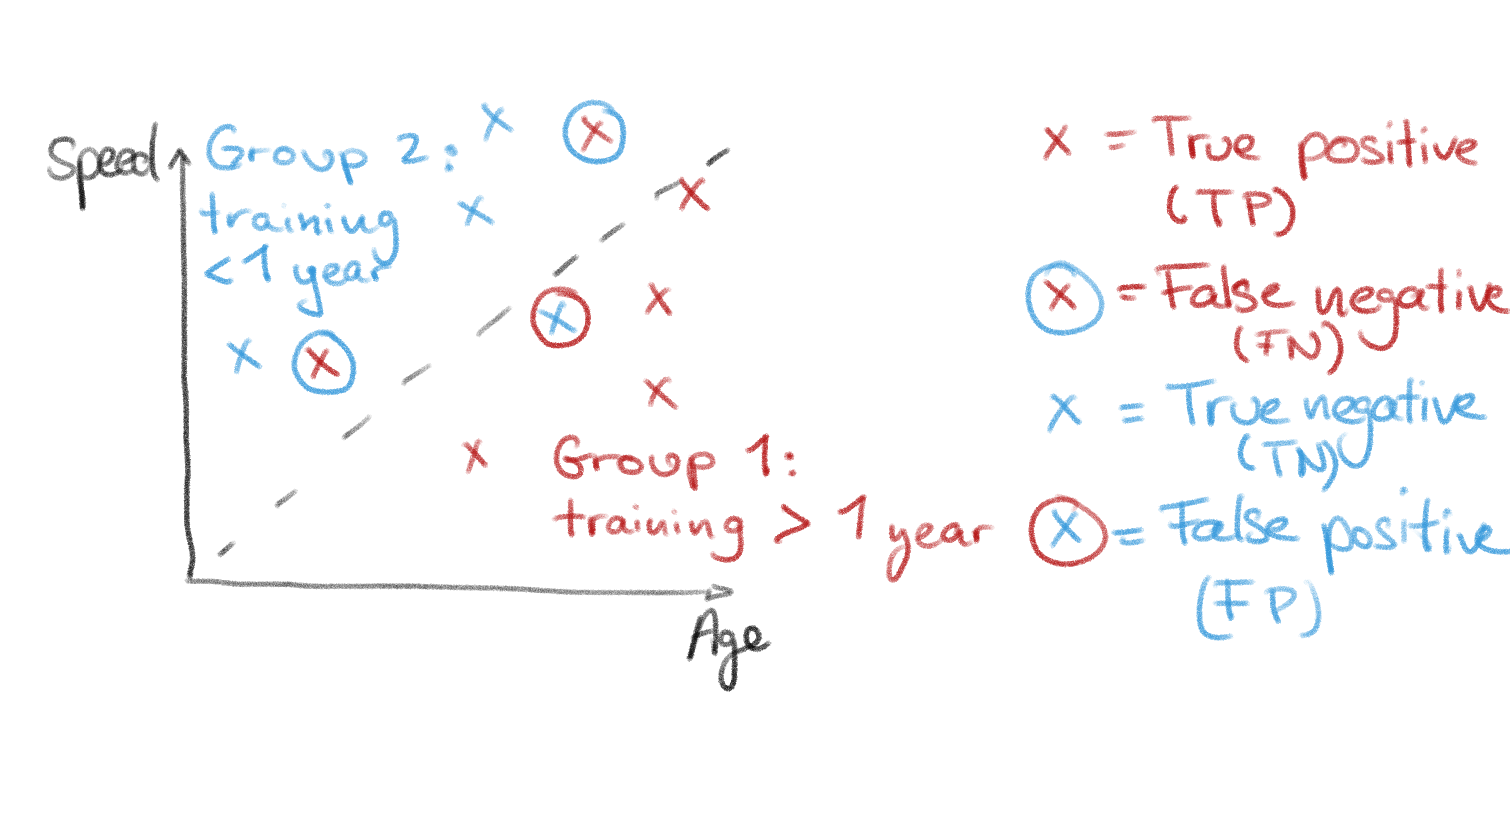 Speed
Group 2:
training
<1 year
Group 1:
training > 1 year
Age
x = True positive
(TP)
x = False negative
(FN)
x = True negative
(TN)
x = False positive
(FP)